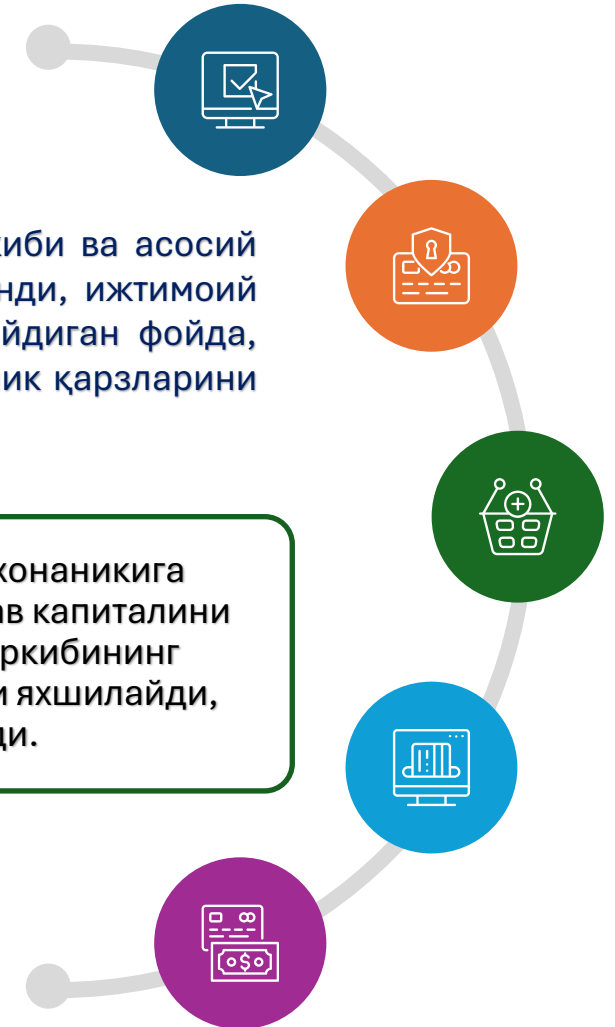 киби ва асосий
нди, ижтимоий
йдиган фойда,
ик қарзларини
хонаникига
ав капиталини
ркибининг
и яхшилайди,
ди.